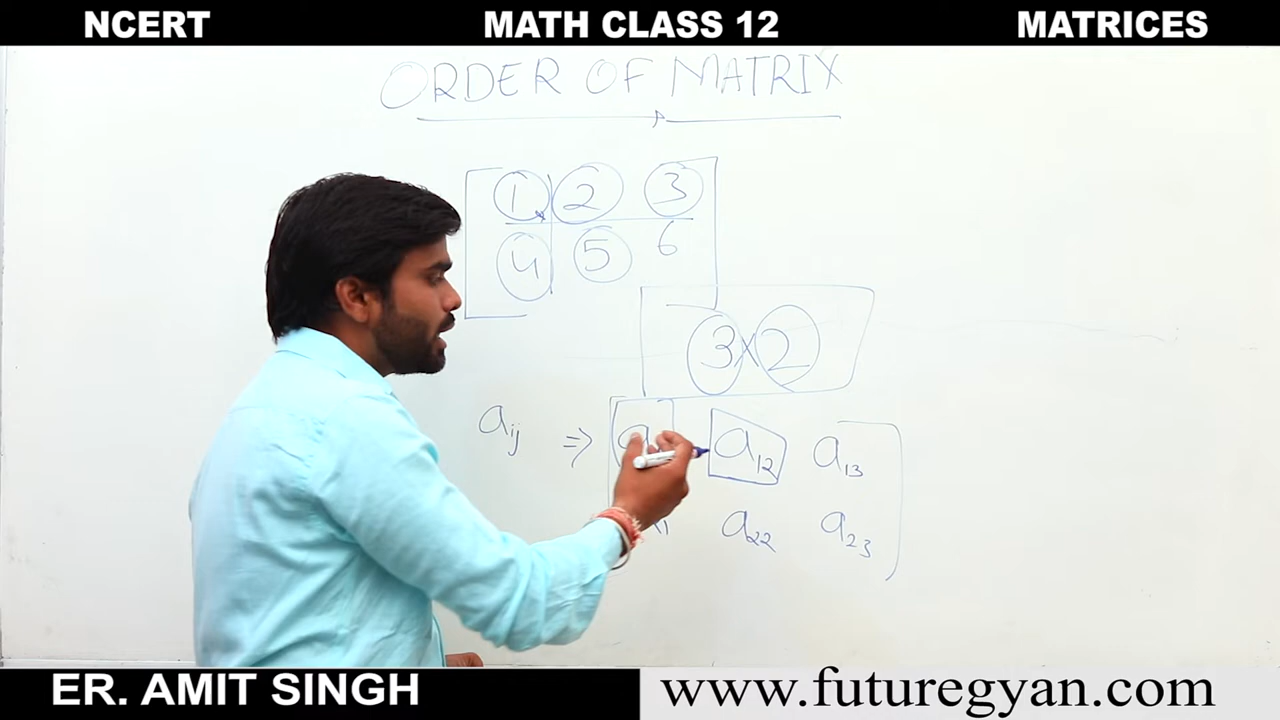 NCERT MATH CLASS 12 MATRICES
ORDER OF MATRIX
1 2 3
4 5 6
3×2
aij ⇒ a a12 a13
a22 a23
ER. AMIT SINGH www.futuregyan.com